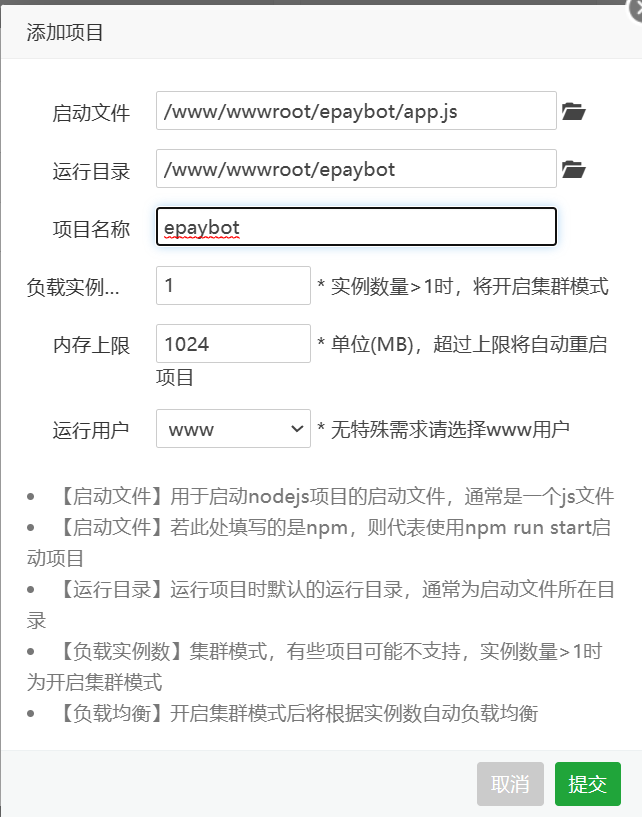 添加项目
启动文件 /www/wwwroot/epaybot/app.js
运行目录 /www/wwwroot/epaybot
项目名称 epaybot
负载实例... 1 * 实例数量>1时，将开启集群模式
内存上限 1024 * 单位(MB)，超过上限将自动重启
项目
运行用户 www * 无特殊需求请选择www用户
• 【启动文件】用于启动nodejs项目的启动文件，通常是一个js文件
• 【启动文件】若此处填写的是npm，则代表使用npm run start启
动项目
• 【运行目录】运行项目时默认的运行目录，通常为启动文件所在目
录
• 【负载实例数】集群模式，有些项目可能不支持，实例数量>1时
为开启集群模式
• 【负载均衡】开启集群模式后将根据实例数自动负载均衡
取消 提交